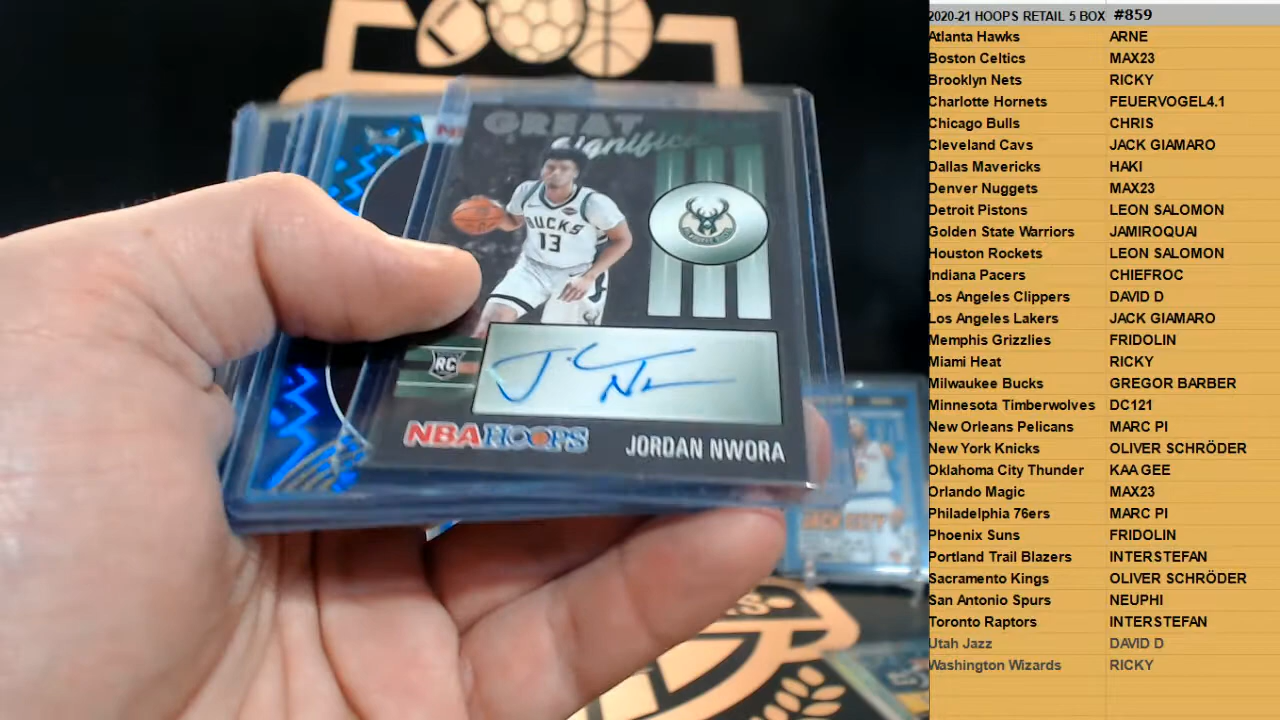 GREAT
Significa
BUCKS
13
RC
NBA HOOPS
JORDAN NWORA
2020-21 HOOPS RETAIL 5 BOX #859
Atlanta Hawks ARNE
Boston Celtics MAX23
Brooklyn Nets RICKY
Charlotte Hornets FEUERVOGEL4.1
Chicago Bulls CHRIS
Cleveland Cavs JACK GIAMARO
Dallas Mavericks HAKI
Denver Nuggets MAX23
Detroit Pistons LEON SALOMON
Golden State Warriors JAMIROQUAI
Houston Rockets LEON SALOMON
Indiana Pacers CHIEFROC
Los Angeles Clippers DAVID D
Los Angeles Lakers JACK GIAMARO
Memphis Grizzlies FRIDOLIN
Miami Heat RICKY
Milwaukee Bucks GREGOR BARBER
Minnesota Timberwolves DC121
New Orleans Pelicans MARC PI
New York Knicks OLIVER SCHRÖDER
Oklahoma City Thunder KAA GEE
Orlando Magic MAX23
Philadelphia 76ers MARC PI
Phoenix Suns FRIDOLIN
Portland Trail Blazers INTERSTEFAN
Sacramento Kings OLIVER SCHRÖDER
San Antonio Spurs NEUPHI
Toronto Raptors INTERSTEFAN
Utah Jazz DAVID D
Washington Wizards RICKY